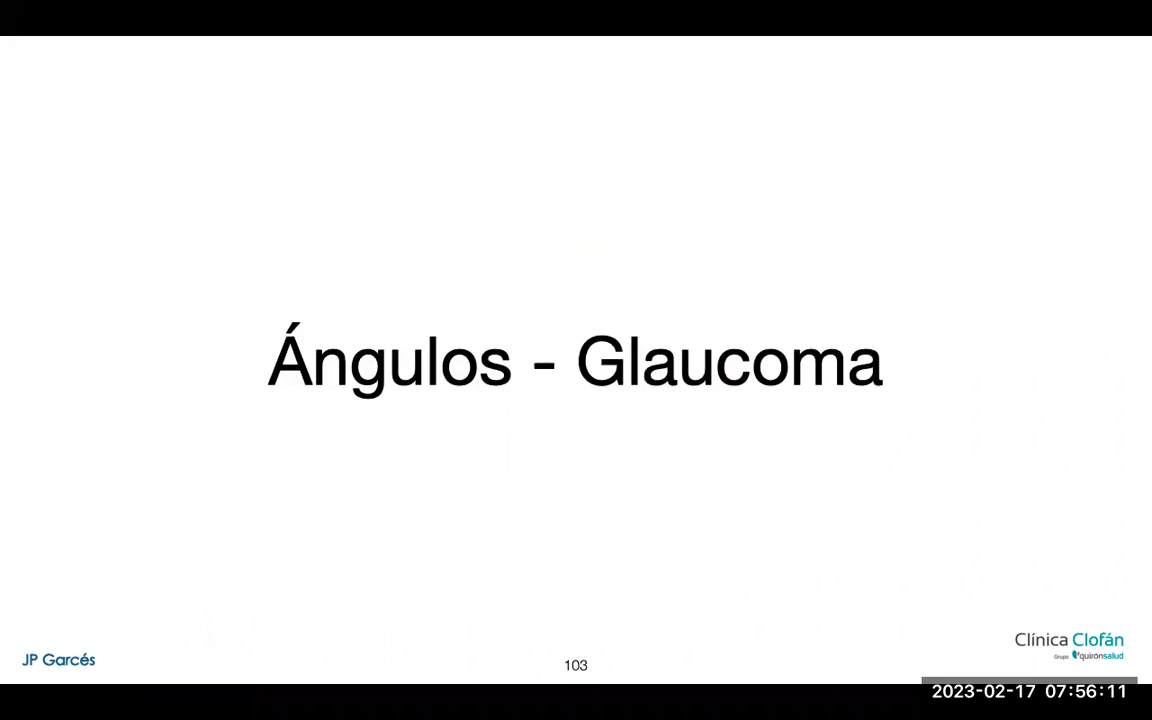 Ángulos - Glaucoma
JP Garcés
103
Clínica Clofán
Grupo quirónsalud
2023-02-17 07:56:11